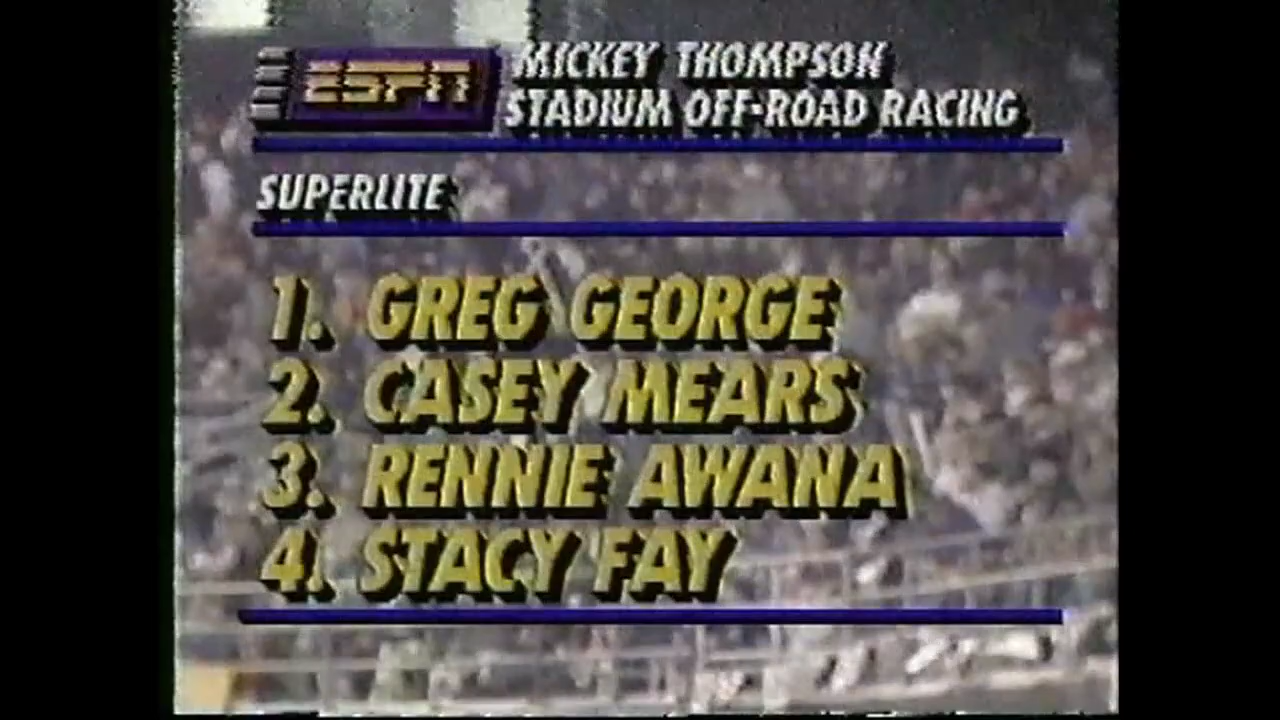 ESPN
MICKEY THOMPSON
STADIUM OFF-ROAD RACING
SUPERLITE
1. GREG GEORGE
2. CASEY MEARS
3. RENNIE AWANA
4. STACY FAY